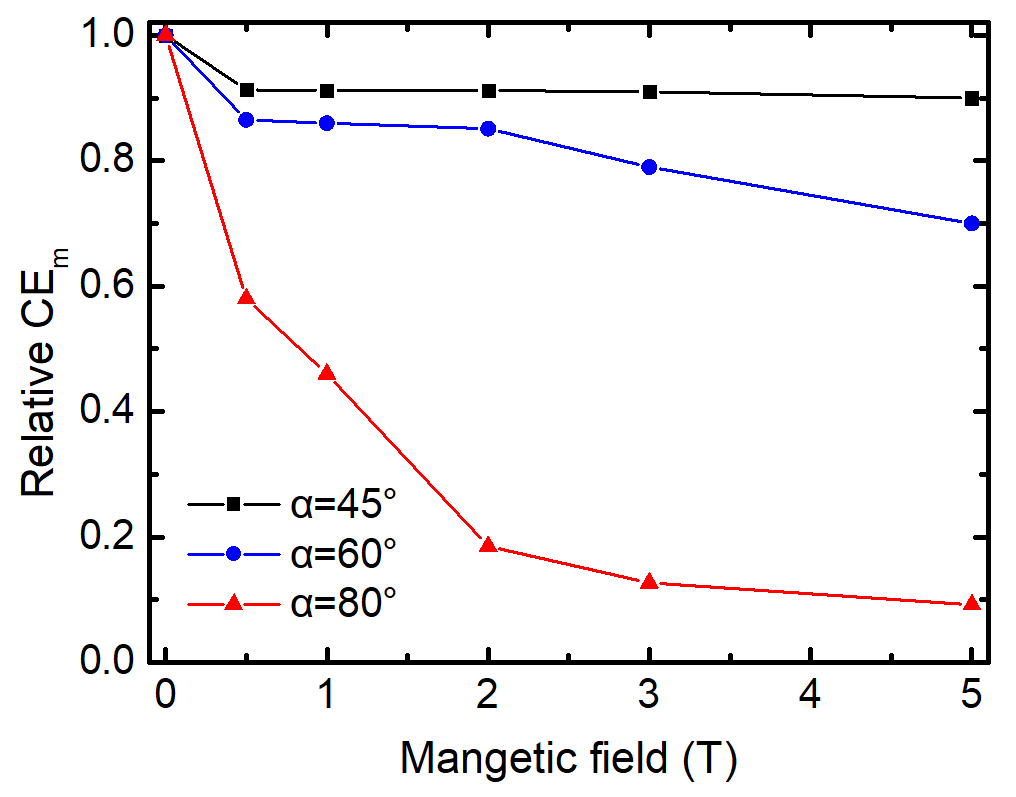 1.0
0.8
0.6
0.4
0.2
0.0
Relative CEm
α=45°
α=60°
α=80°
0 1 2 3 4 5
Mangetic field (T)